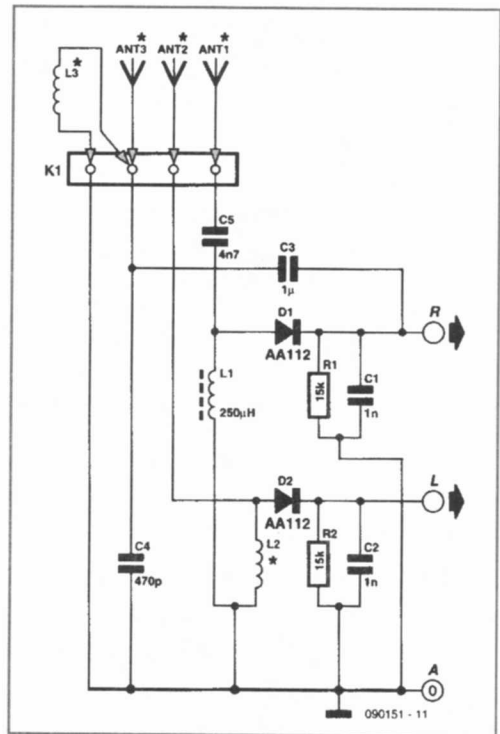 ANT3* ANT2* ANT1*
L3*
K1
C5
4n7
C3
1µ
D1
AA112
R
L1
250µH
R1
15k
C1
1n
D2
AA112
L
L2
*
R2
15k
C2
1n
C4
470p
A
0
090151 - 11